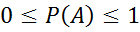 0 ≤ P(A) ≤ 1